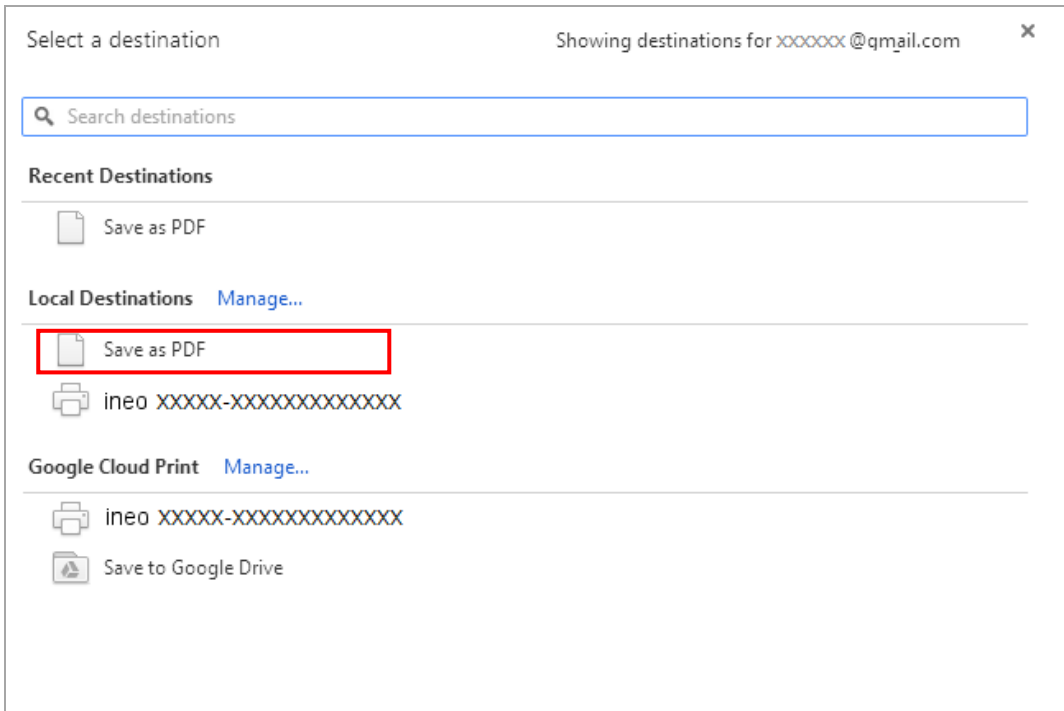 Select a destination
Showing destinations for XXXXXX @gmail.com
Search destinations
Recent Destinations
Save as PDF
Local Destinations Manage...
Save as PDF
ineo XXXXX-XXXXXXXXXXXXX
Google Cloud Print Manage...
ineo XXXXX-XXXXXXXXXXXXX
Save to Google Drive